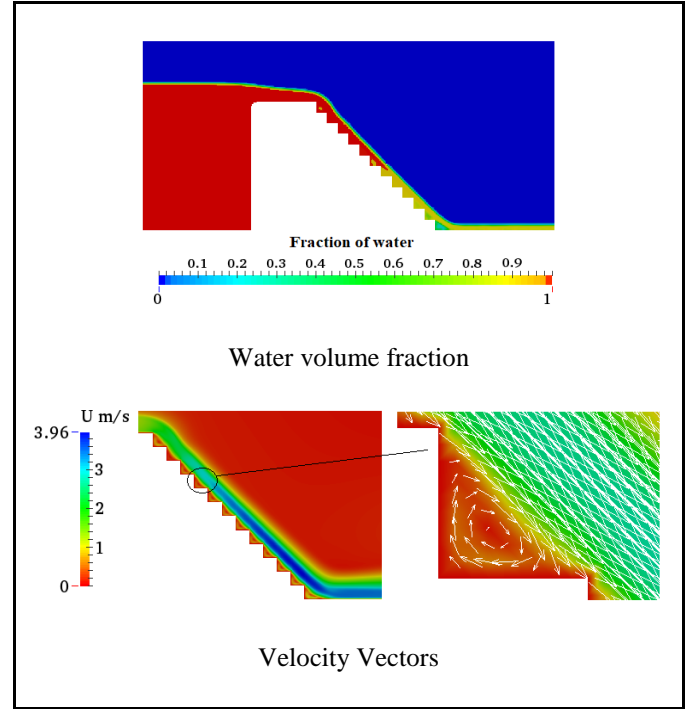 Fraction of water
0.1 0.2 0.3 0.4 0.5 0.6 0.7 0.8 0.9
0 1
Water volume fraction
U m/s
3.96
3
2
1
0
Velocity Vectors